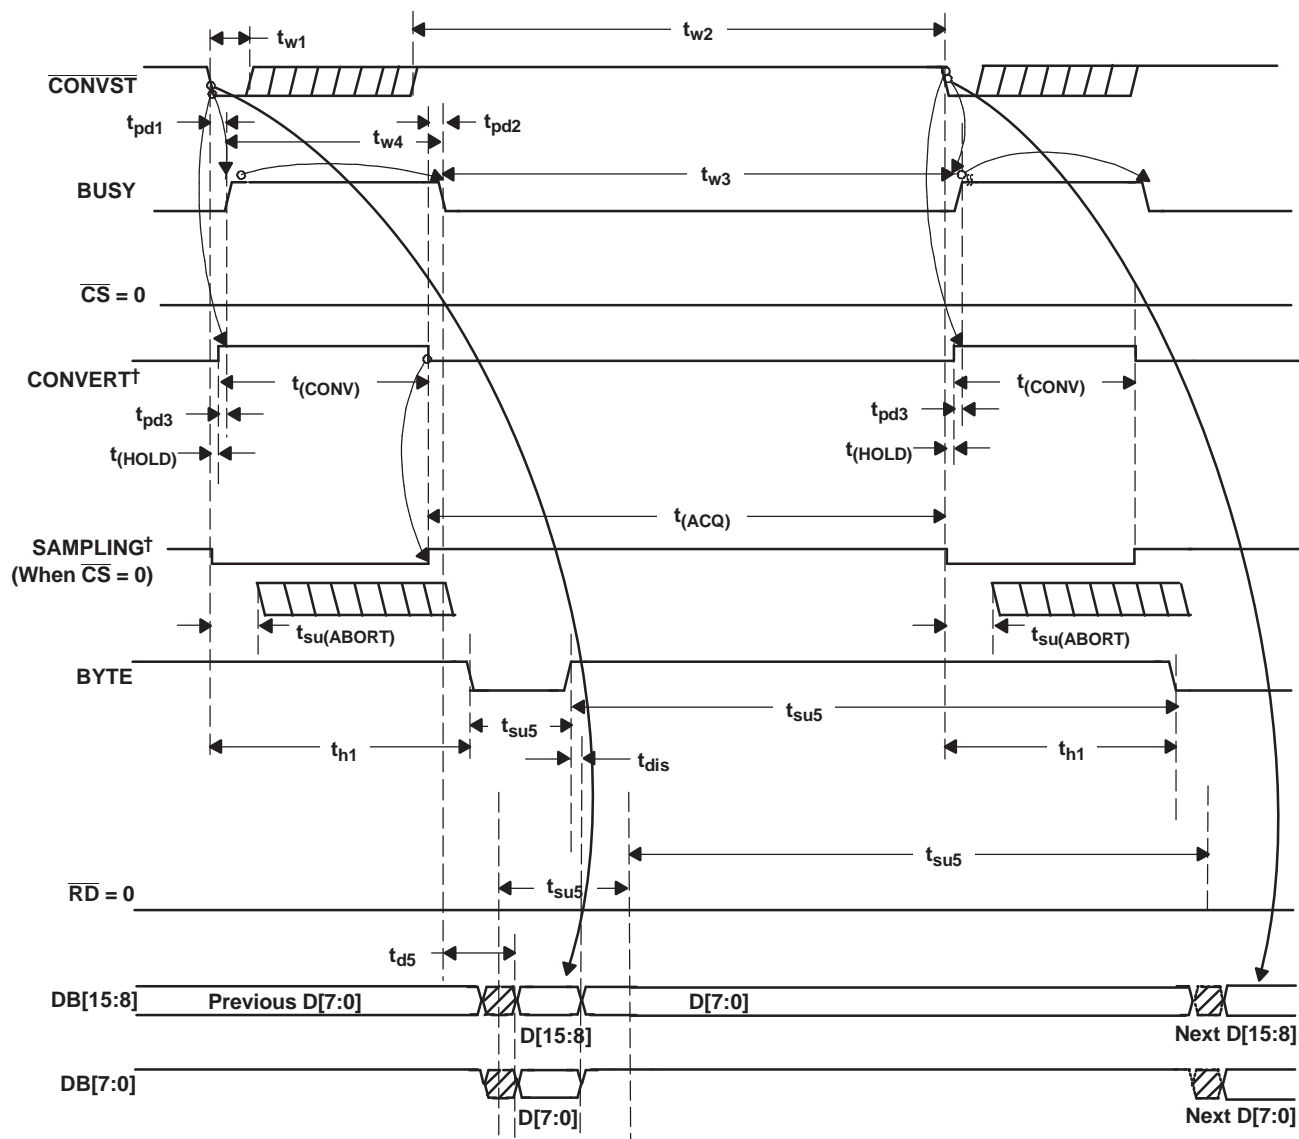 tw1
tw2
CONVST
tpd1
tw4
tpd2
tw3
BUSY
CS = 0
CONVERT†
t(CONV)
t(CONV)
tpd3
tpd3
t(HOLD)
t(HOLD)
t(ACQ)
SAMPLING†
(When CS = 0)
tsu(ABORT)
tsu(ABORT)
BYTE
tsu5
tsu5
th1
th1
tdis
tsu5
tsu5
RD = 0
td5
DB[15:8]
Previous D[7:0]
D[7:0]
D[15:8]
Next D[15:8]
DB[7:0]
D[7:0]
Next D[7:0]